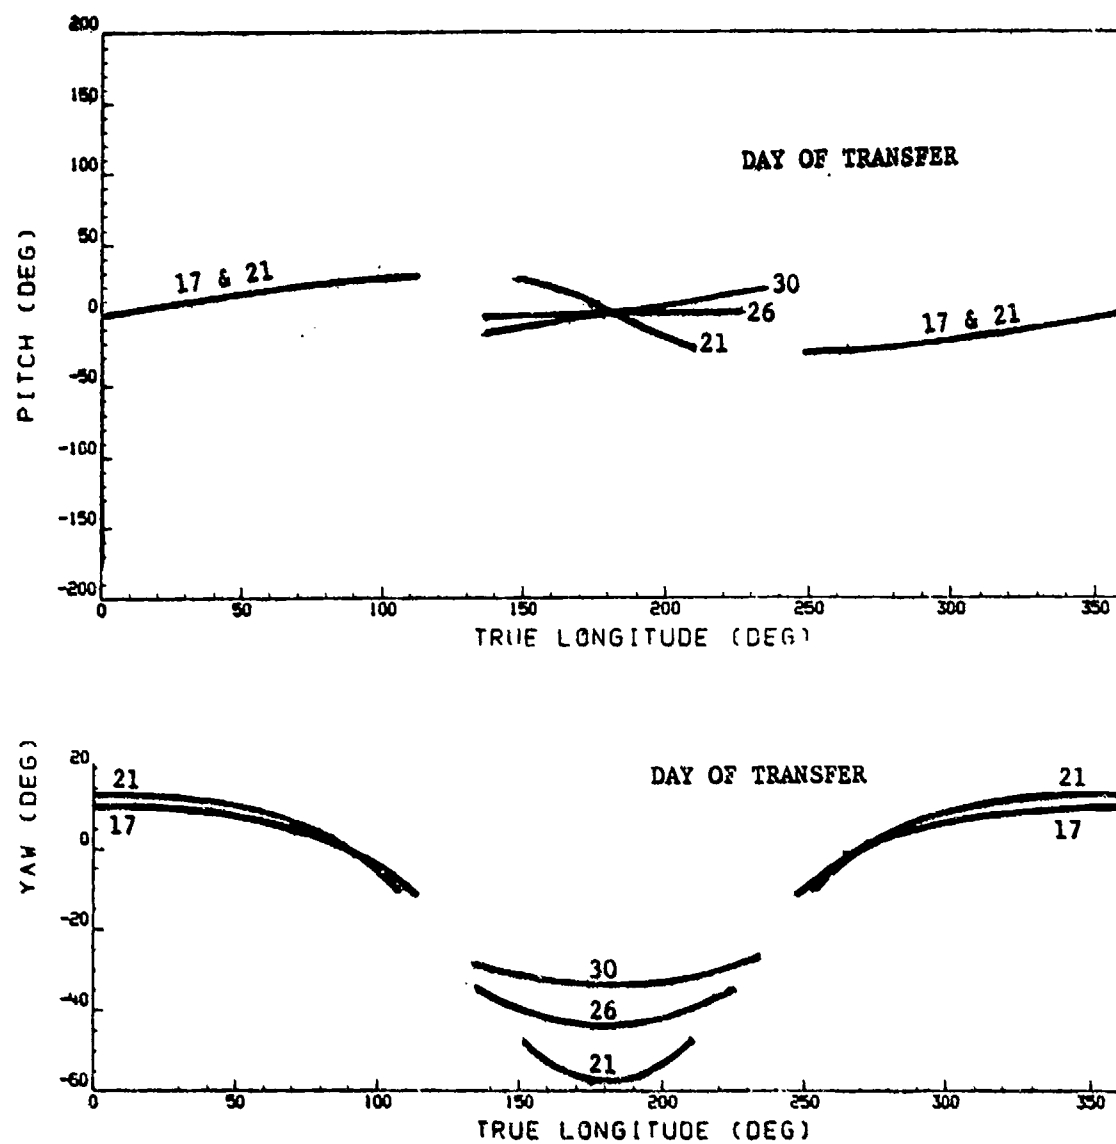 200
150
100
50
0
-50
-100
-150
-200
PITCH (DEG)
DAY OF TRANSFER
17 & 21
30
26
21
17 & 21
0 50 100 150 200 250 300 350
TRUE LONGITUDE (DEG)
20
0
-20
-40
-60
YAW (DEG)
DAY OF TRANSFER
21
17
21
17
30
26
21
0 50 100 150 200 250 300 350
TRUE LONGITUDE (DEG)